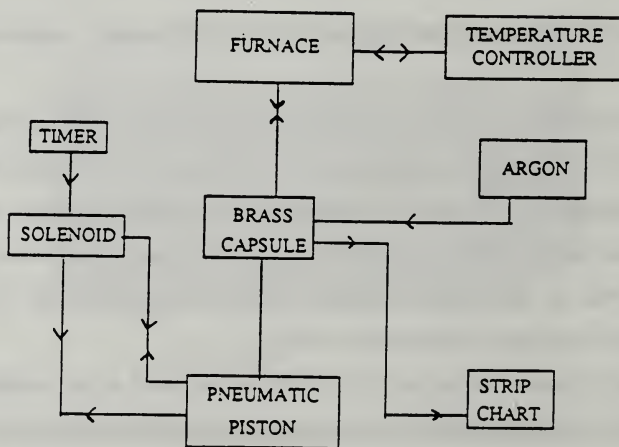 FURNACE
TEMPERATURE
CONTROLLER
TIMER
ARGON
SOLENOID
BRASS
CAPSULE
PNEUMATIC
PISTON
STRIP
CHART